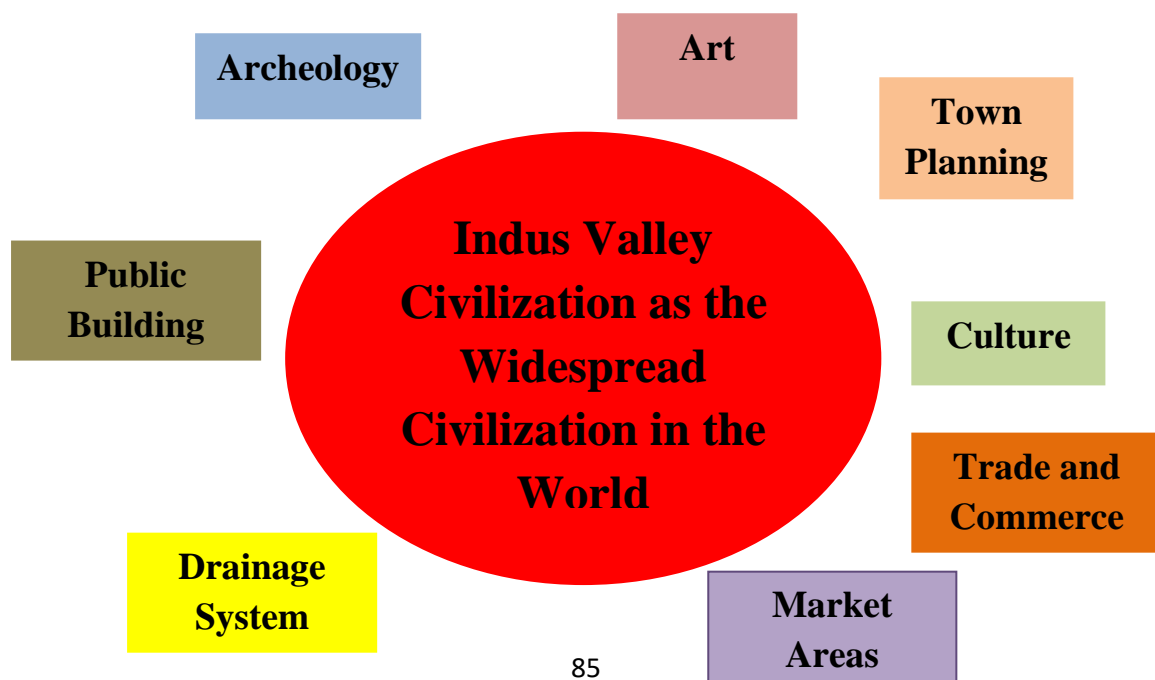 Archeology
Art
Town
Planning
Public
Building
Indus Valley
Civilization as the
Widespread
Civilization in the
World
Culture
Trade and
Commerce
Drainage
System
Market
Areas
85